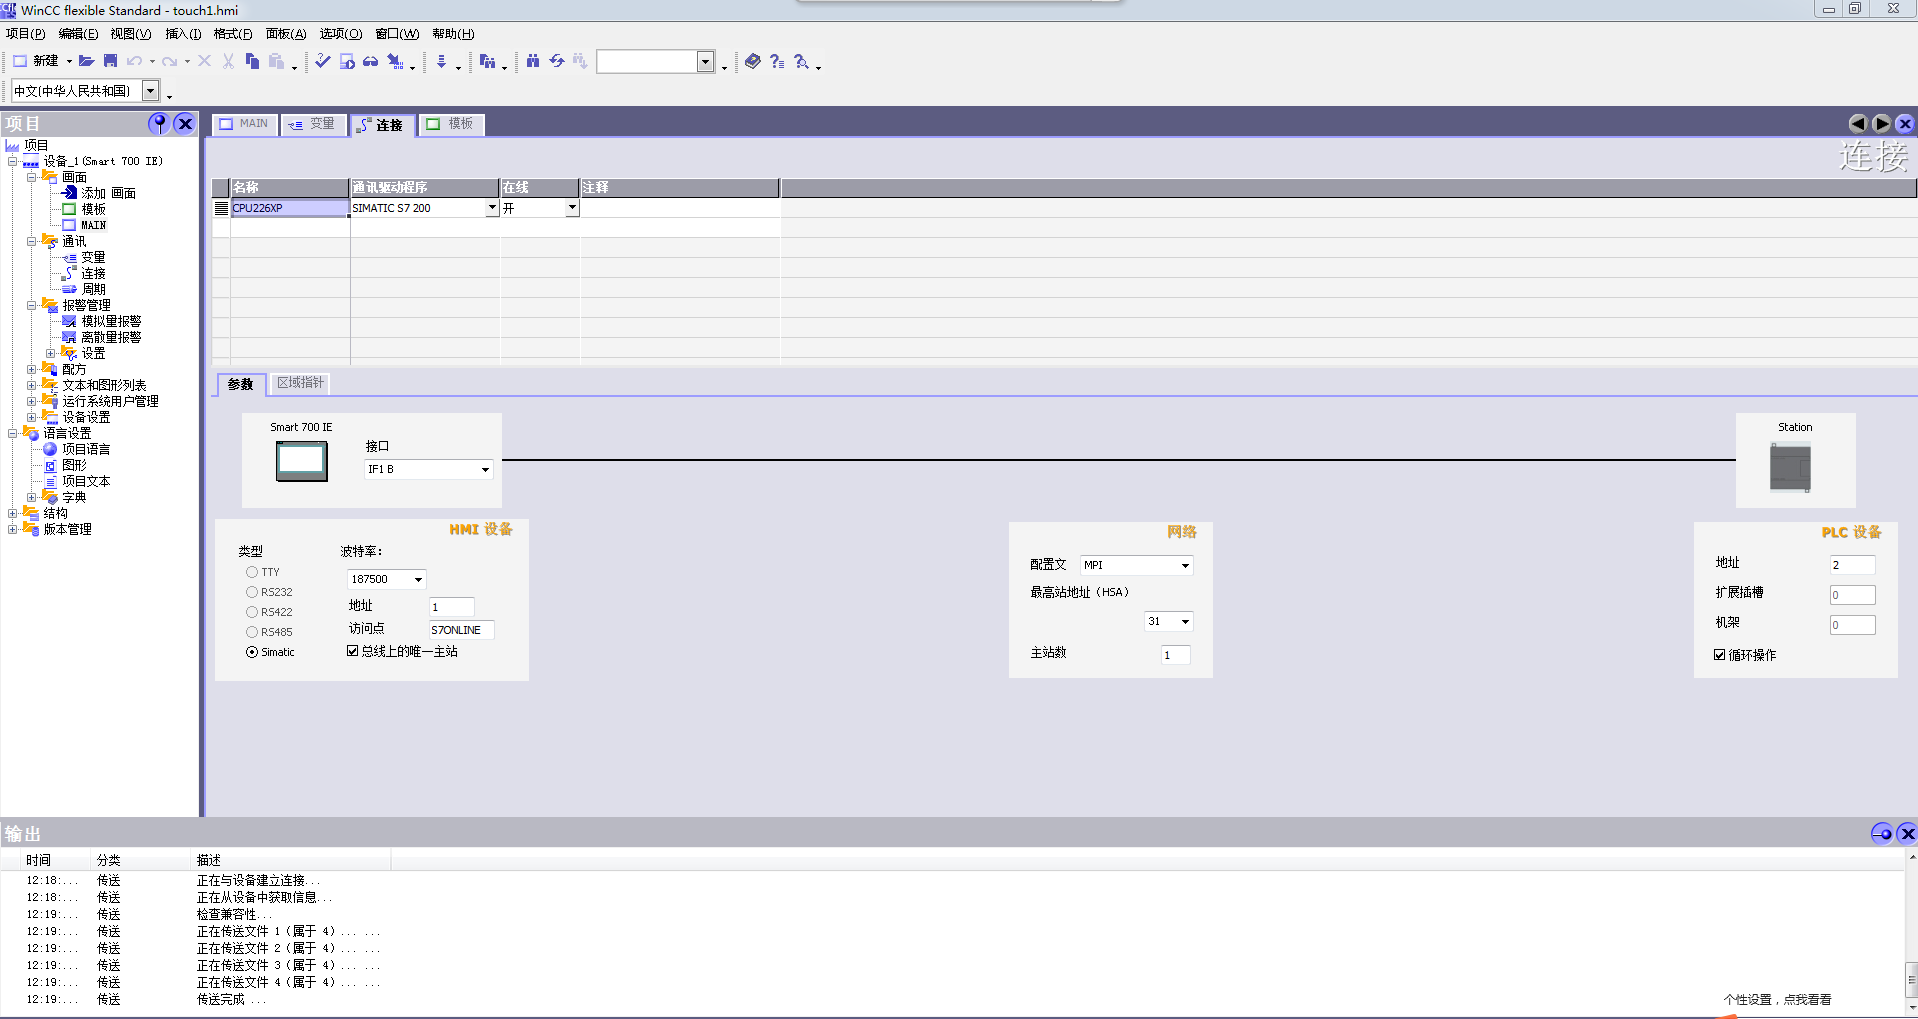 WinCC flexible Standard - touch1.hmi
项目(P) 编辑(E) 视图(V) 插入(I) 格式(F) 面板(A) 选项(O) 窗口(W) 帮助(H)
新建
中文(中华人民共和国)
项目
MAIN 变量 连接 模板
连接
项目
设备_1(Smart 700 IE)
画面
添加 画面
模板
MAIN
通讯
变量
连接
周期
报警管理
模拟量报警
离散量报警
设置
配方
文本和图形列表
运行系统用户管理
设备设置
语言设置
项目语言
图形
项目文本
字典
结构
版本管理
名称 通讯驱动程序 在线 注释
CPU226XP SIMATIC S7 200 开
参数 区域指针
Smart 700 IE
接口
IF1 B
Station
HMI 设备
类型 波特率:
TTY
187500
RS232
地址 1
RS422
访问点 S7ONLINE
RS485
Simatic
总线上的唯一主站
网络
配置文 MPI
最高站地址（HSA）
31
主站数 1
PLC 设备
地址 2
扩展插槽 0
机架 0
循环操作
输出
时间 分类 描述
12:18:... 传送 正在与设备建立连接...
12:18:... 传送 正在从设备中获取信息...
12:19:... 传送 检查兼容性...
12:19:... 传送 正在传送文件 1（属于 4）... ...
12:19:... 传送 正在传送文件 2（属于 4）... ...
12:19:... 传送 正在传送文件 3（属于 4）... ...
12:19:... 传送 正在传送文件 4（属于 4）... ...
12:19:... 传送 传送完成 ...
个性设置，点我看看